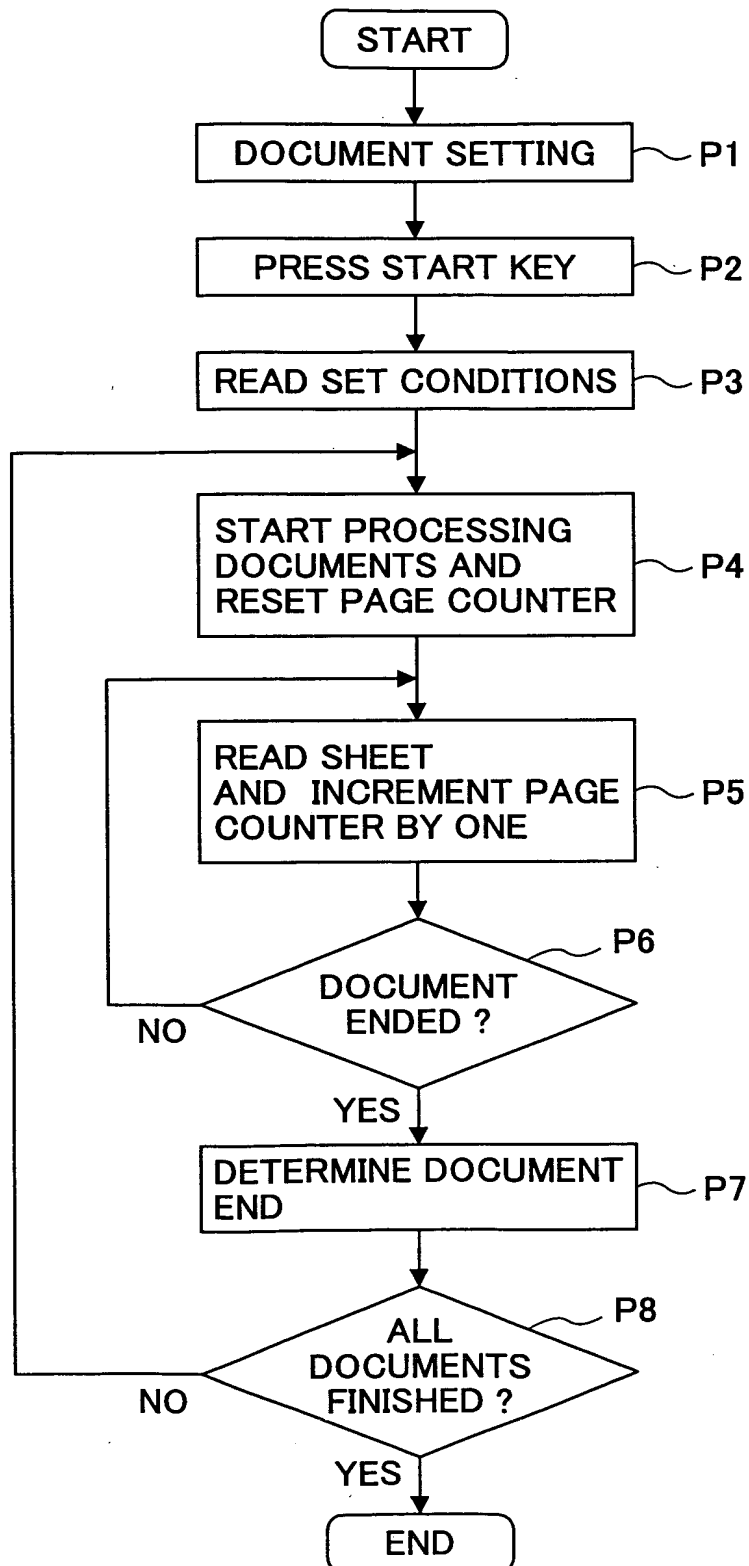 START
DOCUMENT SETTING
P1
PRESS START KEY
P2
READ SET CONDITIONS
P3
START PROCESSING
DOCUMENTS AND
RESET PAGE COUNTER
P4
READ SHEET
AND INCREMENT PAGE
COUNTER BY ONE
P5
P6
DOCUMENT
ENDED ?
NO
YES
DETERMINE DOCUMENT
END
P7
P8
ALL
DOCUMENTS
FINISHED ?
NO
YES
END